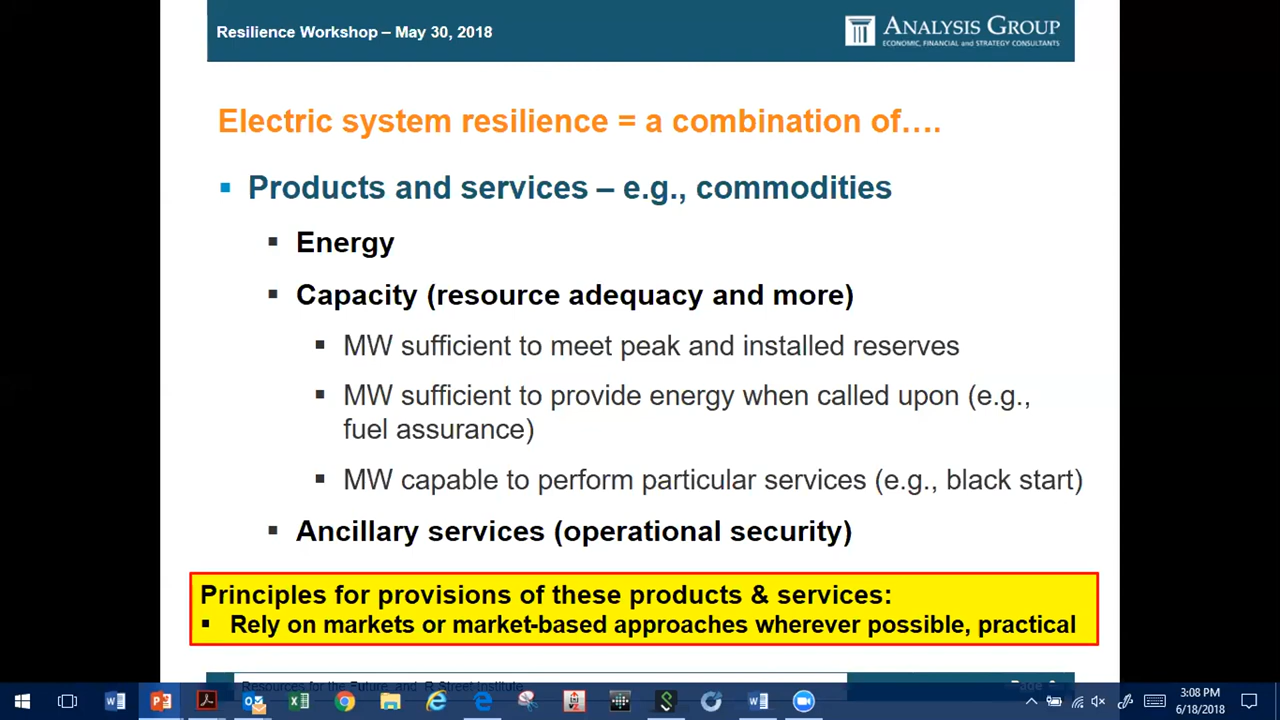 Resilience Workshop – May 30, 2018
ANALYSIS GROUP
ECONOMIC, FINANCIAL and STRATEGY CONSULTANTS
Electric system resilience = a combination of….
▪ Products and services – e.g., commodities
▪ Energy
▪ Capacity (resource adequacy and more)
▪ MW sufficient to meet peak and installed reserves
▪ MW sufficient to provide energy when called upon (e.g.,
fuel assurance)
▪ MW capable to perform particular services (e.g., black start)
▪ Ancillary services (operational security)
Principles for provisions of these products & services:
▪ Rely on markets or market-based approaches wherever possible, practical
Resources for the Future, and R Street Institute
Page
3:08 PM
6/18/2018